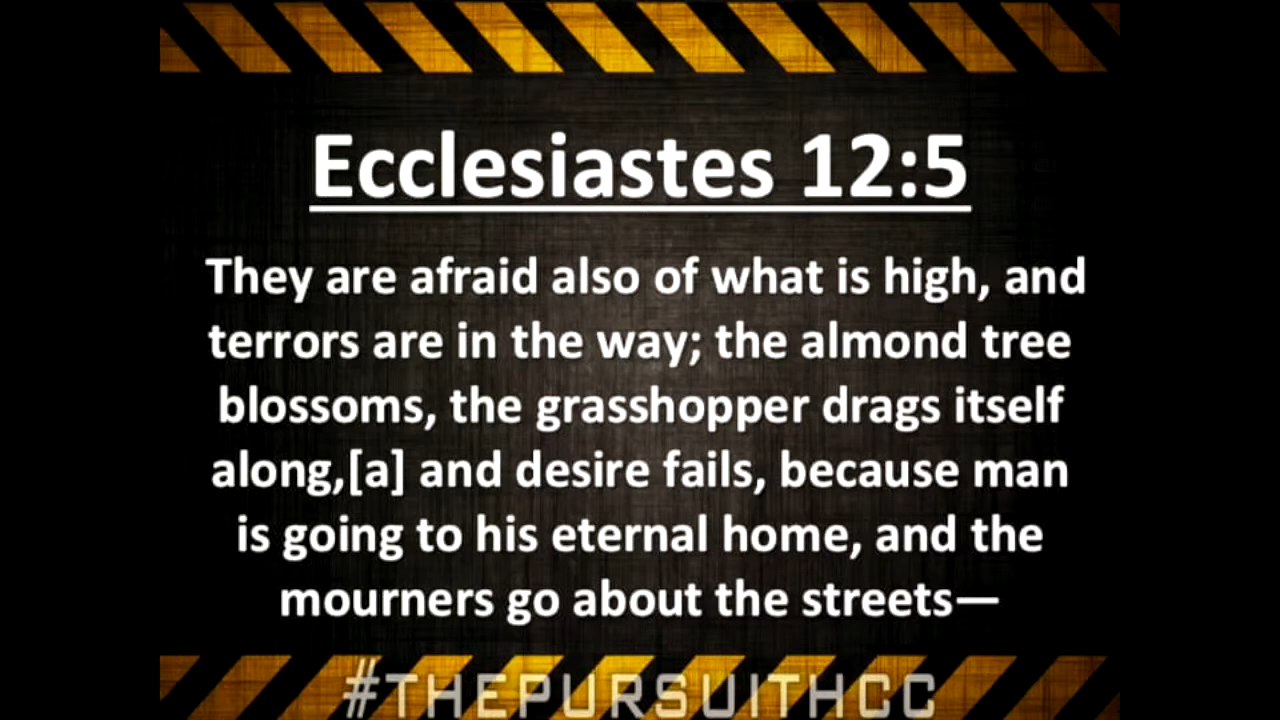 Ecclesiastes 12:5
They are afraid also of what is high, and
terrors are in the way; the almond tree
blossoms, the grasshopper drags itself
along,[a] and desire fails, because man
is going to his eternal home, and the
mourners go about the streets—
#THEPURSUITHCC